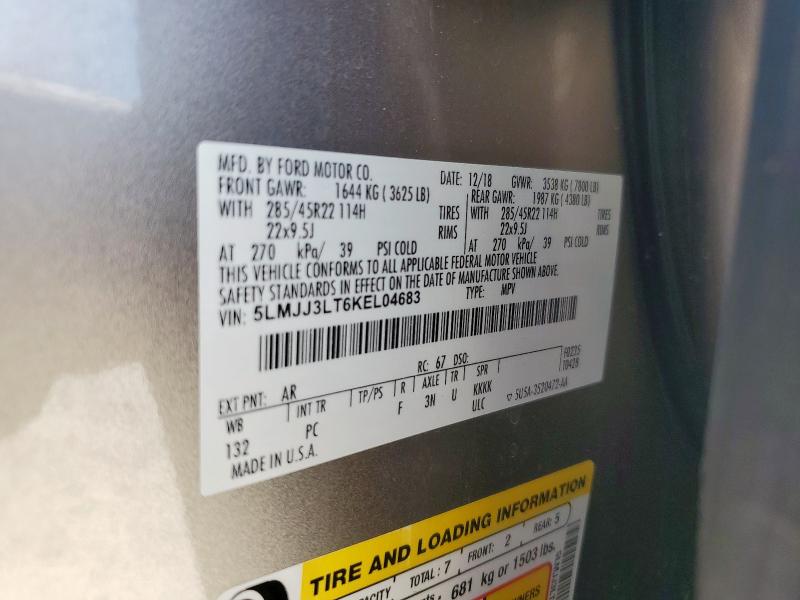 MFD. BY FORD MOTOR CO. DATE: 12/18 GVWR: 3538 KG ( 7800 LB)
FRONT GAWR: 1644 KG ( 3625 LB) REAR GAWR: 1987 KG ( 4380 LB)
WITH 285/45R22 114H TIRES WITH 285/45R22 114H TIRES
22x9.5J RIMS 22x9.5J RIMS
AT 270 kPa/ 39 PSI COLD AT 270 kPa/ 39 PSI COLD
THIS VEHICLE CONFORMS TO ALL APPLICABLE FEDERAL MOTOR VEHICLE
SAFETY STANDARDS IN EFFECT ON THE DATE OF MANUFACTURE SHOWN ABOVE.
VIN: 5LMJJ3LT6KEL04683 TYPE: MPV
F0235
10428
EXT PNT: AR RC: 67 DSO:
WB INT TR TP/PS R AXLE TR SPR
132 PC F 3N U KKKK
ULC
▽ 5U5A-3520472-AA
MADE IN U.S.A.
TIRE AND LOADING INFORMATION
TOTAL: 7 FRONT: 2 REAR: 5
681 kg or 1503 lbs.